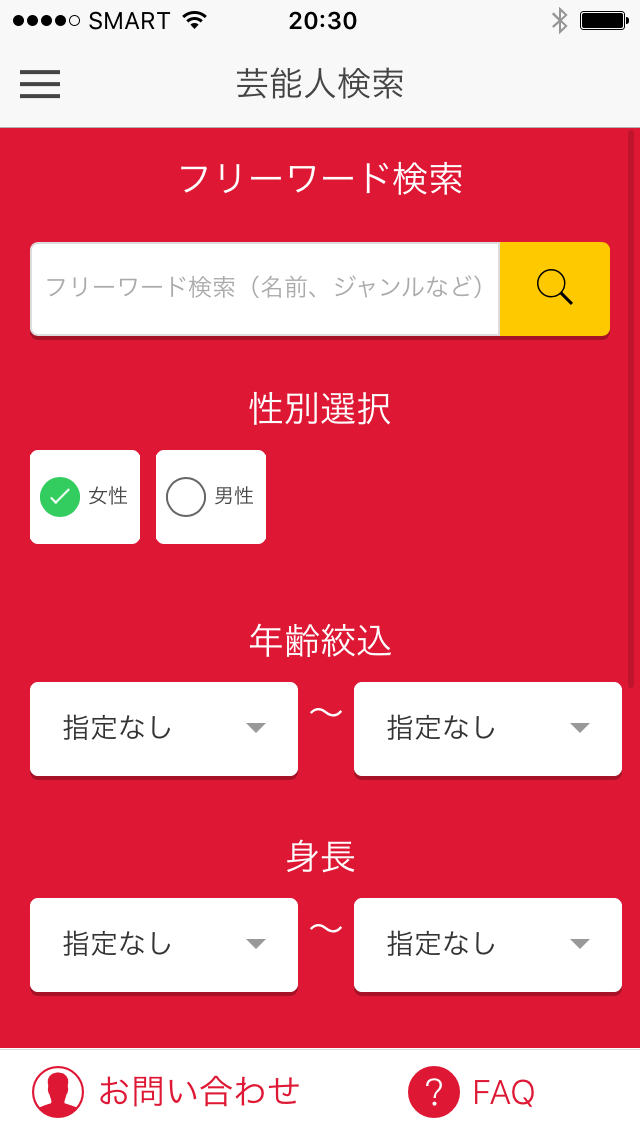 SMART 20:30
芸能人検索
フリーワード検索
フリーワード検索（名前、ジャンルなど）
性別選択
女性 男性
年齢絞込
指定なし 〜 指定なし
身長
指定なし 〜 指定なし
お問い合わせ ? FAQ